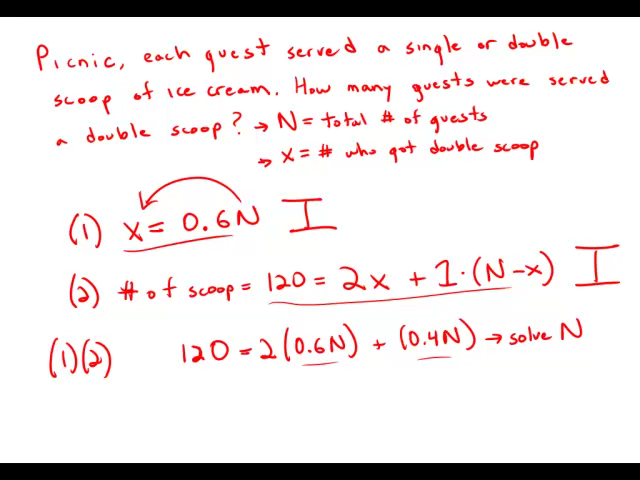 Picnic, each guest served a single or double
scoop of ice cream. How many guests were served
a double scoop? → N = total # of guests
→ x = # who got double scoop
(1) x = 0.6N I
(2) # of scoop = 120 = 2x + 1·(N-x) I
(1)(2) 120 = 2(0.6N) + (0.4N) → solve N